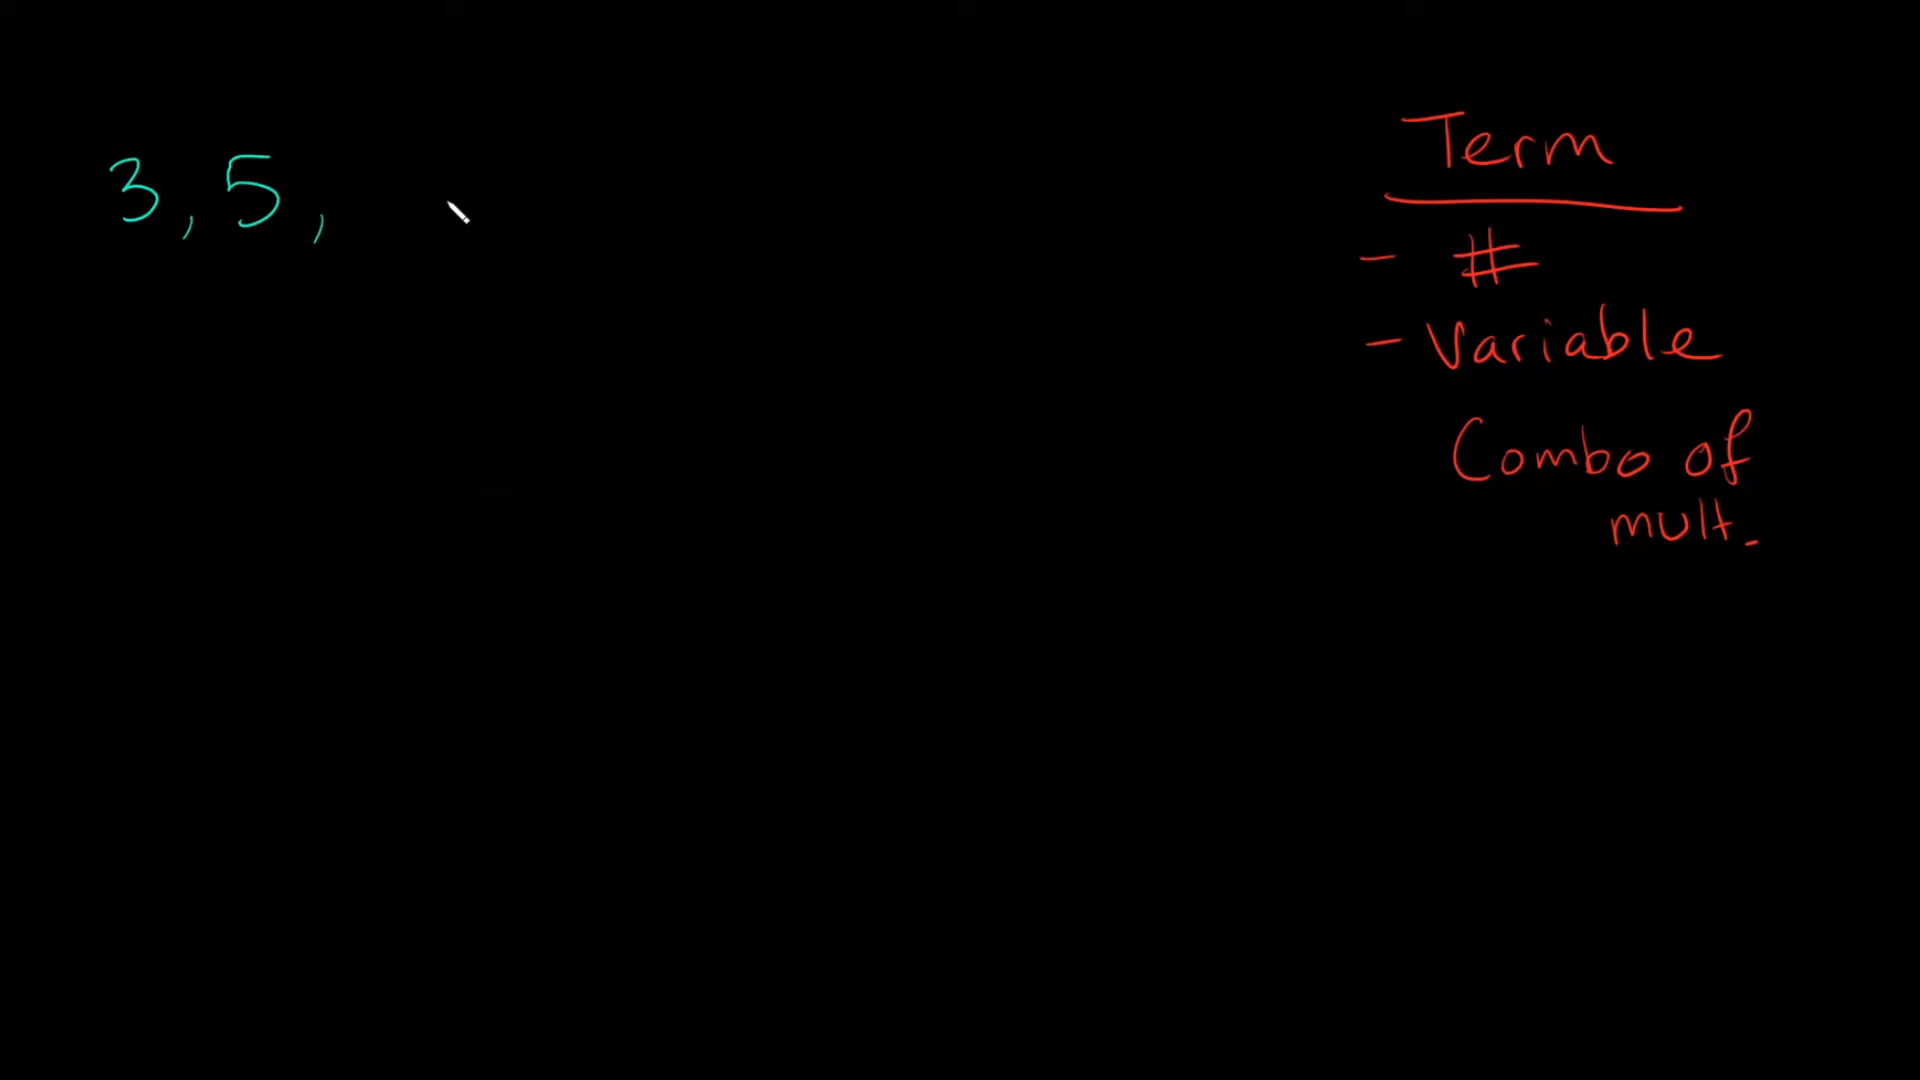 3, 5,
Term
- #
- Variable
Combo of
mult.